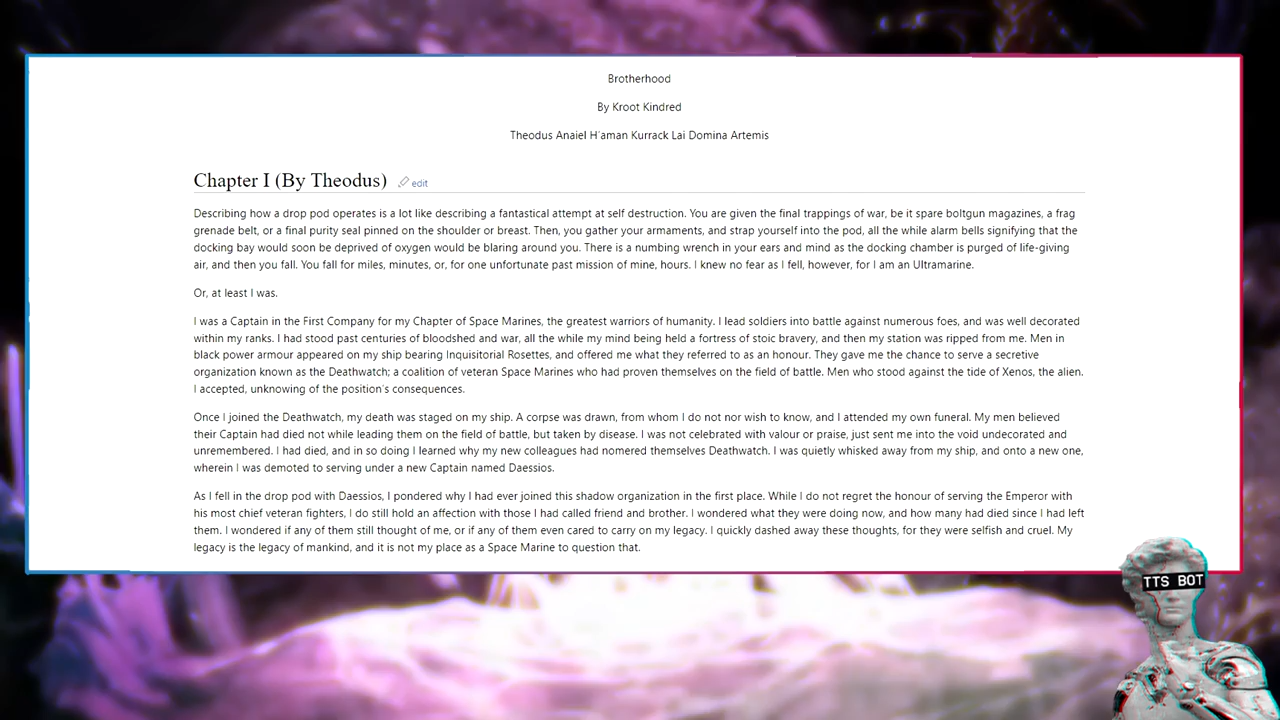 Brotherhood
By Kroot Kindred
Theodus Anaiel H'aman Kurrack Lai Domina Artemis
Chapter I (By Theodus) edit
Describing how a drop pod operates is a lot like describing a fantastical attempt at self destruction. You are given the final trappings of war, be it spare boltgun magazines, a frag
grenade belt, or a final purity seal pinned on the shoulder or breast. Then, you gather your armaments, and strap yourself into the pod, all the while alarm bells signifying that the
docking bay would soon be deprived of oxygen would be blaring around you. There is a numbing wrench in your ears and mind as the docking chamber is purged of life-giving
air, and then you fall. You fall for miles, minutes, or, for one unfortunate past mission of mine, hours. I knew no fear as I fell, however, for I am an Ultramarine.
Or, at least I was.
I was a Captain in the First Company for my Chapter of Space Marines, the greatest warriors of humanity. I lead soldiers into battle against numerous foes, and was well decorated
within my ranks. I had stood past centuries of bloodshed and war, all the while my mind being held a fortress of stoic bravery, and then my station was ripped from me. Men in
black power armour appeared on my ship bearing Inquisitorial Rosettes, and offered me what they referred to as an honour. They gave me the chance to serve a secretive
organization known as the Deathwatch; a coalition of veteran Space Marines who had proven themselves on the field of battle. Men who stood against the tide of Xenos, the alien.
I accepted, unknowing of the position's consequences.
Once I joined the Deathwatch, my death was staged on my ship. A corpse was drawn, from whom I do not nor wish to know, and I attended my own funeral. My men believed
their Captain had died not while leading them on the field of battle, but taken by disease. I was not celebrated with valour or praise, just sent me into the void undecorated and
unremembered. I had died, and in so doing I learned why my new colleagues had nomered themselves Deathwatch. I was quietly whisked away from my ship, and onto a new one,
wherein I was demoted to serving under a new Captain named Daessios.
As I fell in the drop pod with Daessios, I pondered why I had ever joined this shadow organization in the first place. While I do not regret the honour of serving the Emperor with
his most chief veteran fighters, I do still hold an affection with those I had called friend and brother. I wondered what they were doing now, and how many had died since I had left
them. I wondered if any of them still thought of me, or if any of them even cared to carry on my legacy. I quickly dashed away these thoughts, for they were selfish and cruel. My
legacy is the legacy of mankind, and it is not my place as a Space Marine to question that.
TTS BOT